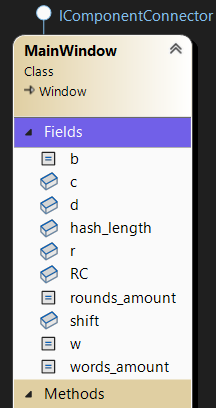 IComponentConnector
MainWindow
Class
Window
Fields
b
c
d
hash_length
r
RC
rounds_amount
shift
w
words_amount
Methods